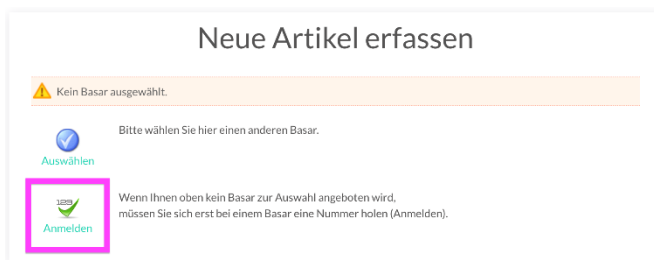 Neue Artikel erfassen
Kein Basar ausgewählt.
Bitte wählen Sie hier einen anderen Basar.
Auswählen
Wenn Ihnen oben kein Basar zur Auswahl angeboten wird,
müssen Sie sich erst bei einem Basar eine Nummer holen (Anmelden).
123
Anmelden